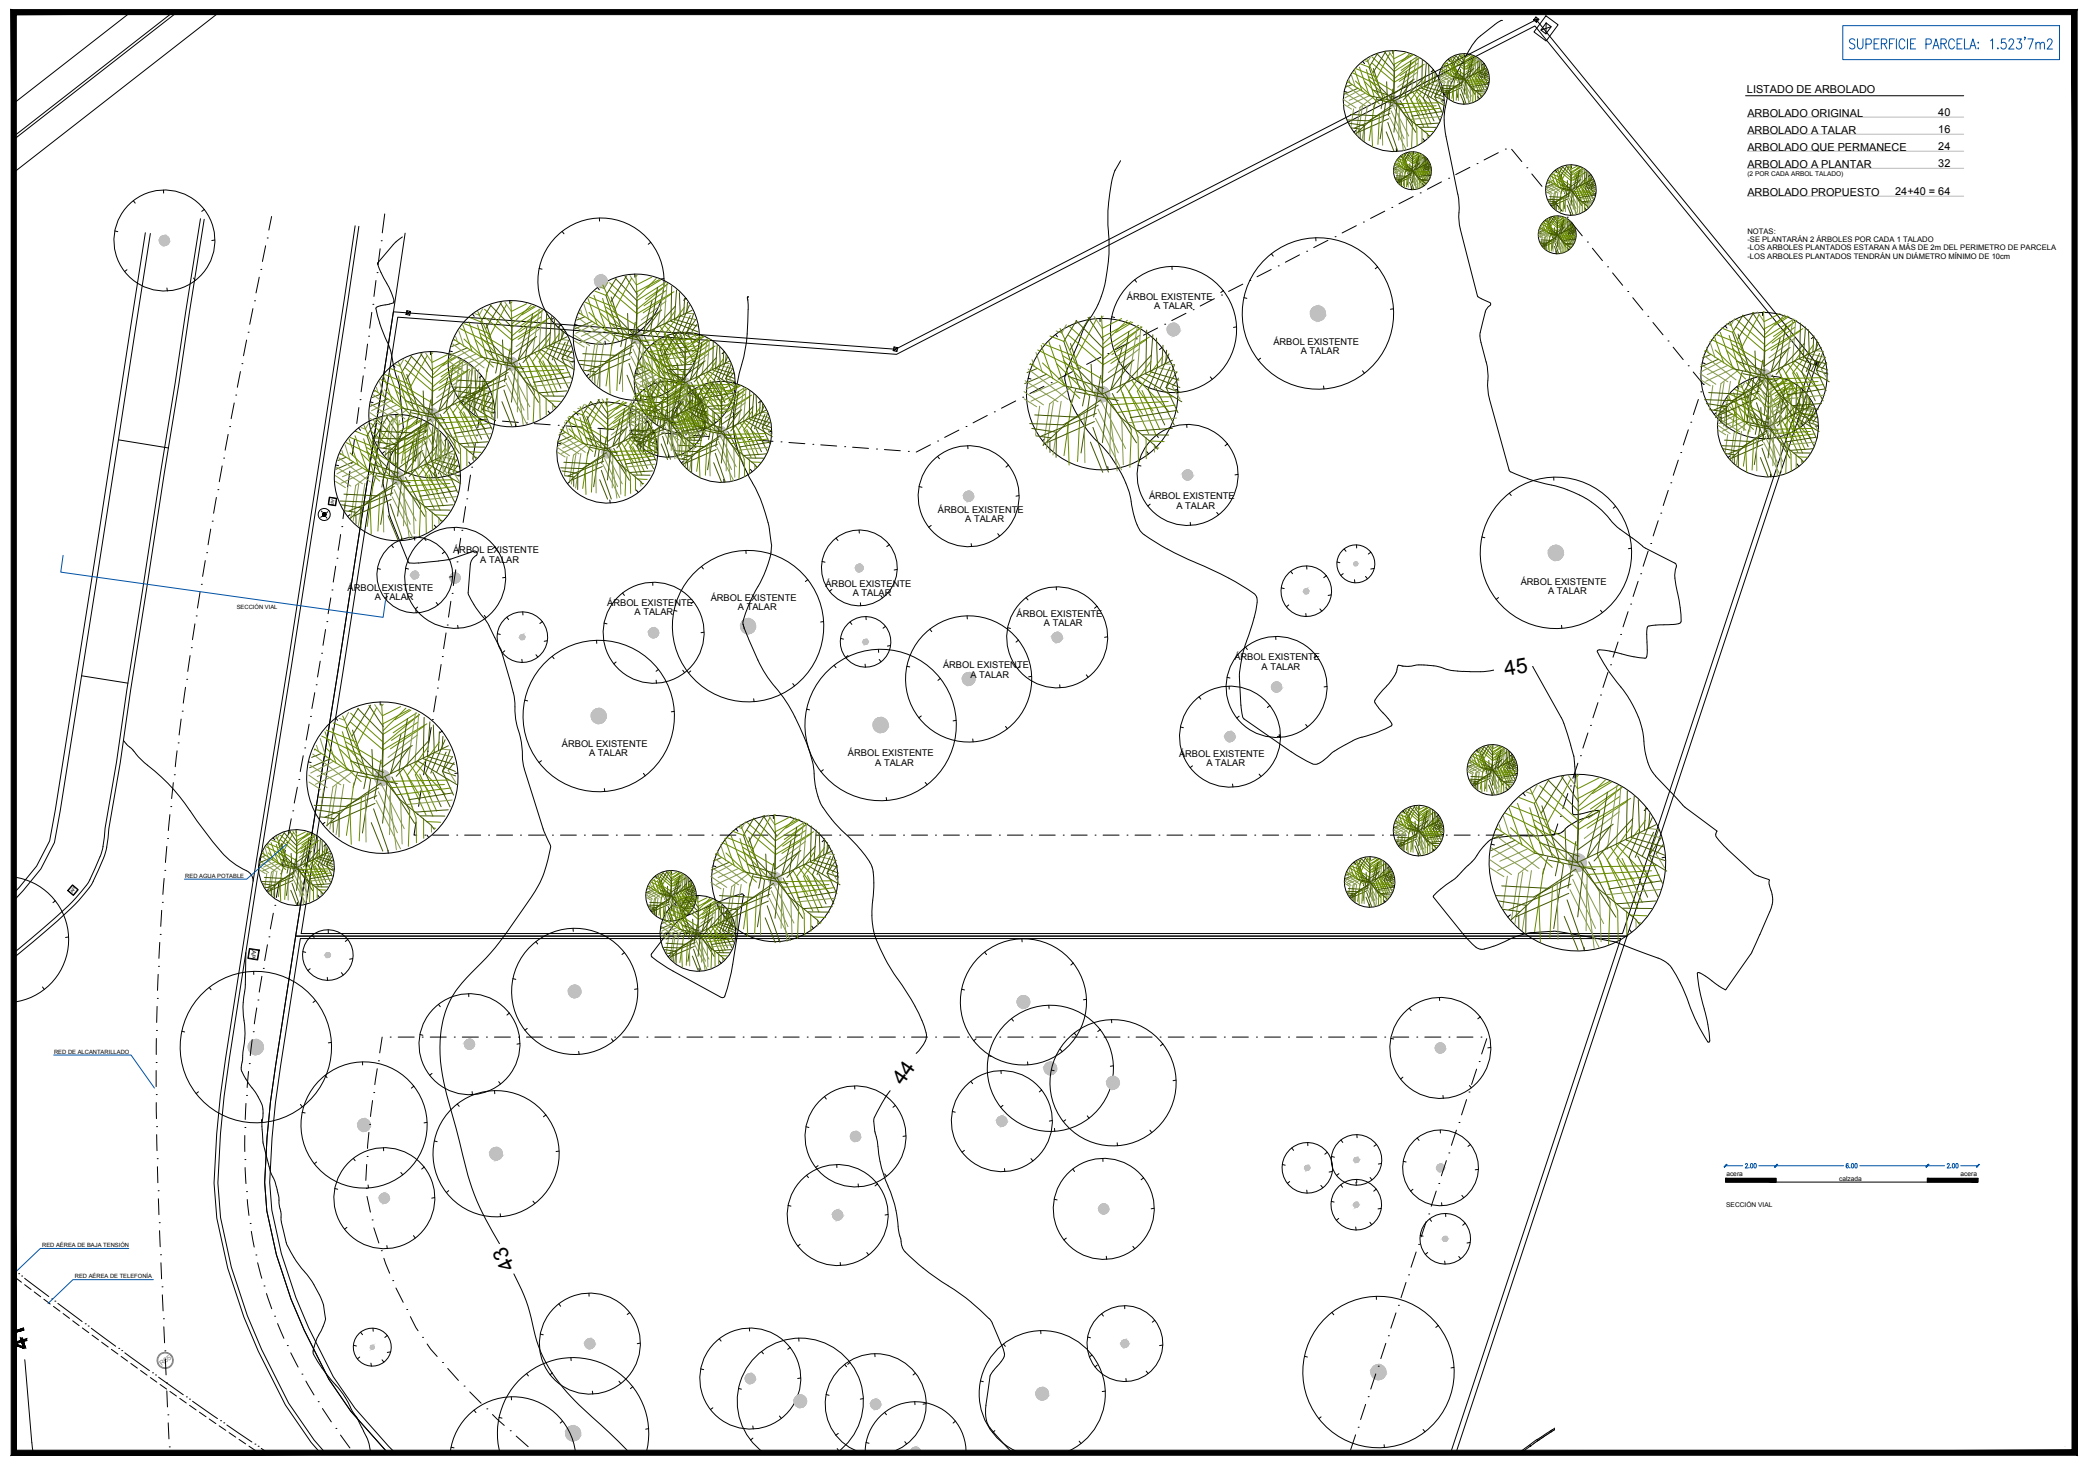 SUPERFICIE PARCELA: 1.523'7m2
LISTADO DE ARBOLADO
ARBOLADO ORIGINAL 40
ARBOLADO A TALAR 16
ARBOLADO QUE PERMANECE 24
ARBOLADO A PLANTAR 32
(2 POR CADA ARBOL TALADO)
ARBOLADO PROPUESTO 24+40 = 64
NOTAS:
-SE PLANTARÁN 2 ÁRBOLES POR CADA 1 TALADO
-LOS ARBOLES PLANTADOS ESTARAN A MÁS DE 2m DEL PERIMETRO DE PARCELA
-LOS ARBOLES PLANTADOS TENDRÁN UN DIÁMETRO MÍNIMO DE 10cm
ÁRBOL EXISTENTE
A TALAR
ÁRBOL EXISTENTE
A TALAR
ÁRBOL EXISTENTE
A TALAR
ÁRBOL EXISTENTE
A TALAR
ÁRBOL EXISTENTE
A TALAR
ÁRBOL EXISTENTE
A TALAR
ÁRBOL EXISTENTE
A TALAR
ÁRBOL EXISTENTE
A TALAR
ÁRBOL EXISTENTE
A TALAR
ÁRBOL EXISTENTE
A TALAR
SECCIÓN VIAL
ÁRBOL EXISTENTE
A TALAR
ÁRBOL EXISTENTE
A TALAR
ÁRBOL EXISTENTE
A TALAR
45
ÁRBOL EXISTENTE
A TALAR
ÁRBOL EXISTENTE
A TALAR
ÁRBOL EXISTENTE
A TALAR
RED AGUA POTABLE
RED DE ALCANTARILLADO
44
2.00 6.00 2.00
acera calzada acera
SECCIÓN VIAL
RED AÉREA DE BAJA TENSIÓN
43
RED AÉREA DE TELEFONÍA